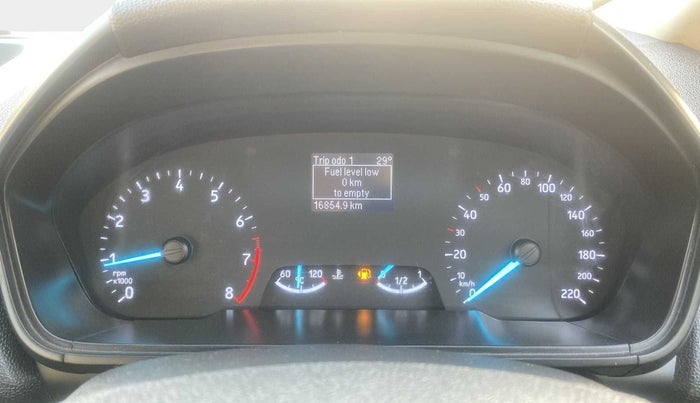 Trip odo 1 29°
Fuel level low
0 km
to empty
16854.9 km
0 1 2 3 4 5 6 7 8
rpm
x1000
60 °C 120
0 1/2 1
0 10 20 30 40 50 60 80 100 120 140 160 180 200 220
km/h